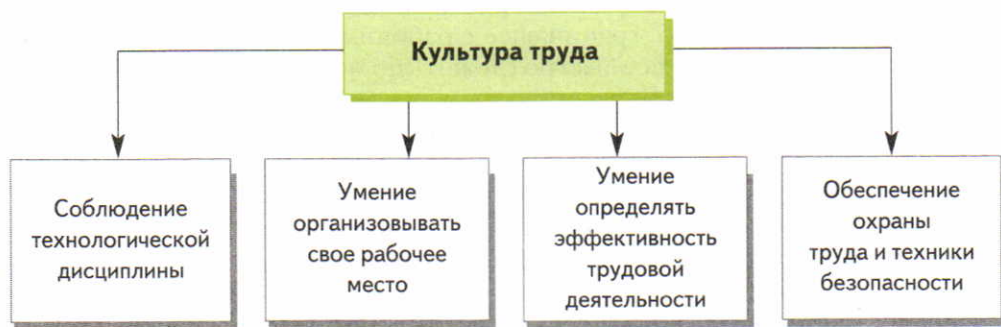 Культура труда
Соблюдение
технологической
дисциплины
Умение
организовывать
свое рабочее
место
Умение
определять
эффективность
трудовой
деятельности
Обеспечение
охраны
труда и техники
безопасности